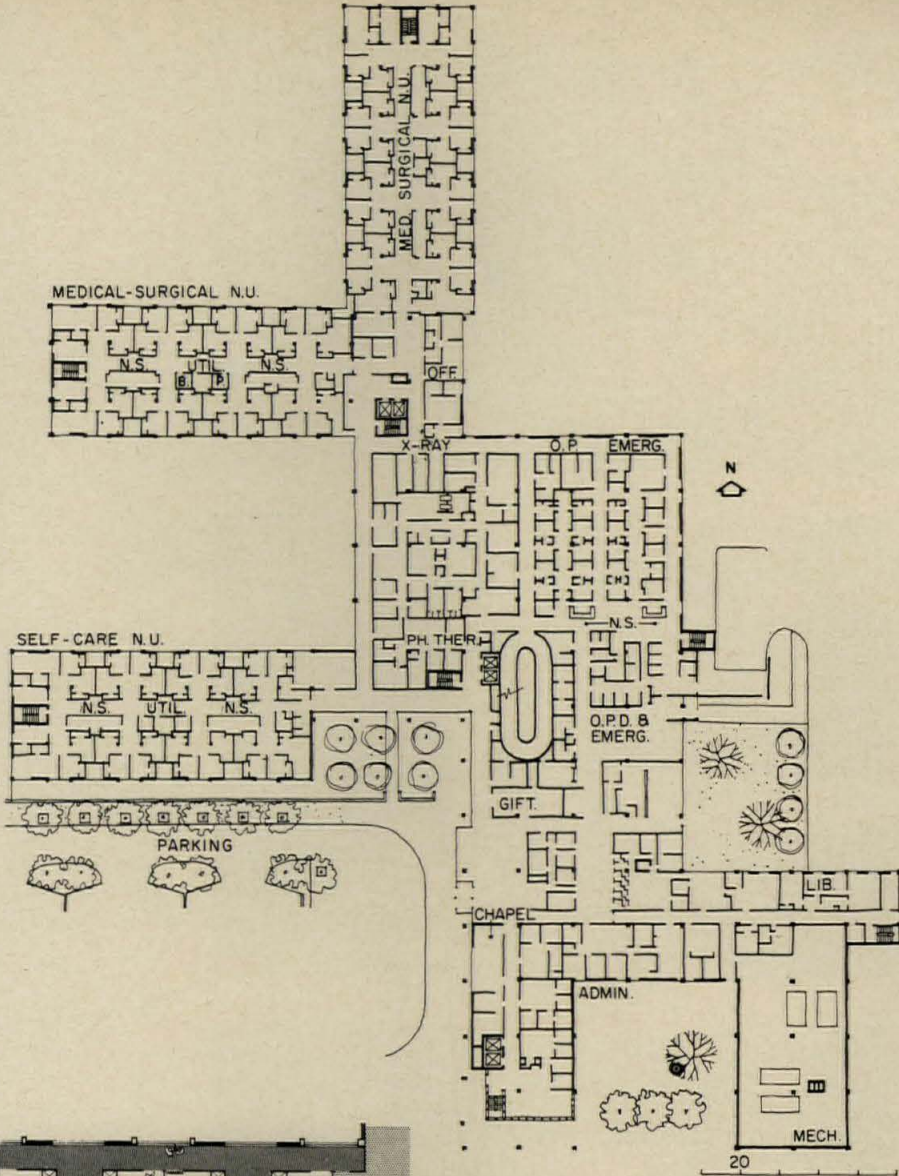 MED. SURGICAL N.U.
MEDICAL-SURGICAL N.U.
N.S.
UTIL.
N.S.
B.
P.
OFF.
X-RAY
O.P.
EMERG.
N
N.S.
SELF-CARE N.U.
PH. THER.
N.S.
UTIL.
N.S.
O.P.D. &
EMERG.
GIFT.
PARKING
LIB.
CHAPEL
ADMIN.
MECH.
20